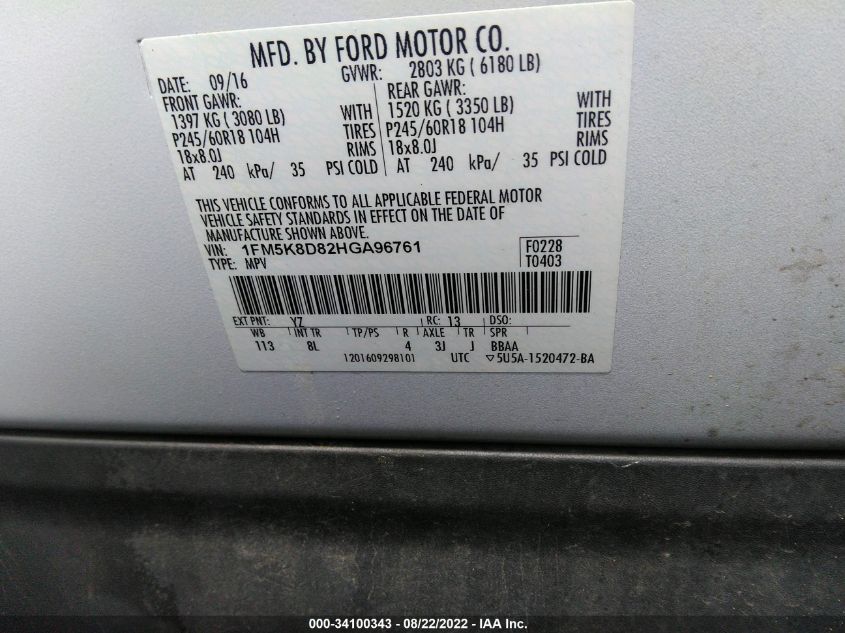 MFD. BY FORD MOTOR CO.
DATE: 09/16 GVWR: 2803 KG ( 6180 LB)
FRONT GAWR: REAR GAWR:
1397 KG ( 3080 LB) WITH 1520 KG ( 3350 LB) WITH
P245/60R18 104H TIRES P245/60R18 104H TIRES
18x8.0J RIMS 18x8.0J RIMS
AT 240 kPa/ 35 PSI COLD AT 240 kPa/ 35 PSI COLD
THIS VEHICLE CONFORMS TO ALL APPLICABLE FEDERAL MOTOR
VEHICLE SAFETY STANDARDS IN EFFECT ON THE DATE OF
MANUFACTURE SHOWN ABOVE.
VIN: 1FM5K8D82HGA96761 F0228
TYPE: MPV T0403
EXT PNT: YZ RC: 13 DSO:
WB INT TR TP/PS R AXLE TR SPR
113 8L 4 3J J BBAA
1201609298101 UTC ▽5U5A-1520472-BA
000-34100343 - 08/22/2022 - IAA Inc.